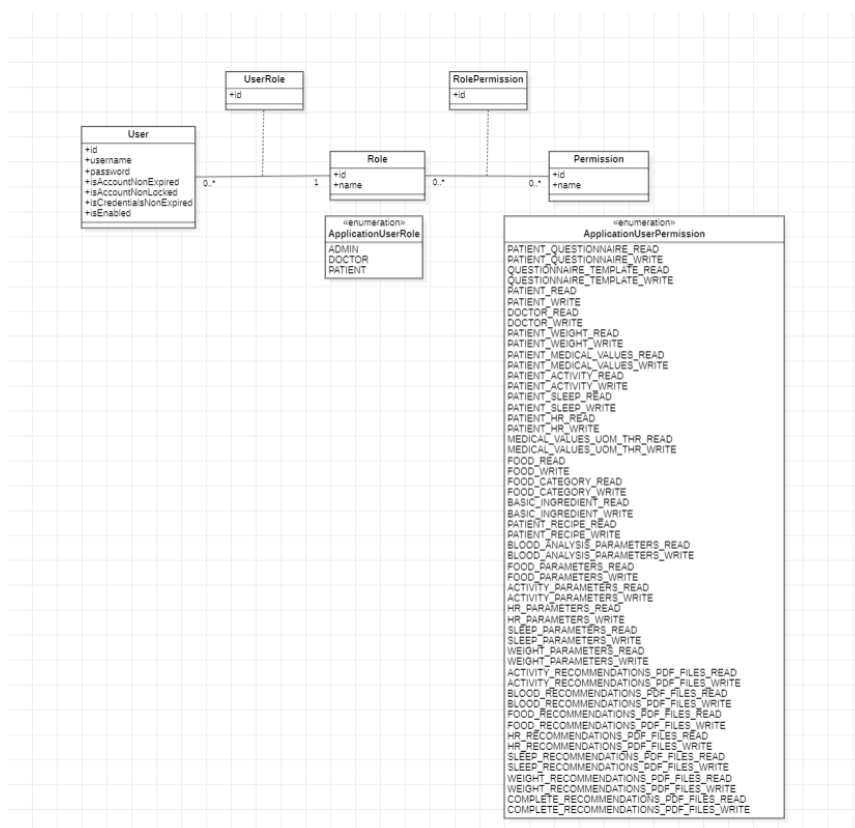 UserRole
+id
RolePermission
+id
User
+id
+username
+password
+isAccountNonExpired
+isAccountNonLocked
+isCredentialsNonExpired
+isEnabled
0..*
1
Role
+id
+name
0..*
0..*
Permission
+id
+name
«enumeration»
ApplicationUserRole
ADMIN
DOCTOR
PATIENT
«enumeration»
ApplicationUserPermission
PATIENT_QUESTIONNAIRE_READ
PATIENT_QUESTIONNAIRE_WRITE
QUESTIONNAIRE_TEMPLATE_READ
QUESTIONNAIRE_TEMPLATE_WRITE
PATIENT_READ
PATIENT_WRITE
DOCTOR_READ
DOCTOR_WRITE
PATIENT_WEIGHT_READ
PATIENT_WEIGHT_WRITE
PATIENT_MEDICAL_VALUES_READ
PATIENT_MEDICAL_VALUES_WRITE
PATIENT_ACTIVITY_READ
PATIENT_ACTIVITY_WRITE
PATIENT_SLEEP_READ
PATIENT_SLEEP_WRITE
PATIENT_HR_READ
PATIENT_HR_WRITE
MEDICAL_VALUES_UOM_THR_READ
MEDICAL_VALUES_UOM_THR_WRITE
FOOD_READ
FOOD_WRITE
FOOD_CATEGORY_READ
FOOD_CATEGORY_WRITE
BASIC_INGREDIENT_READ
BASIC_INGREDIENT_WRITE
PATIENT_RECIPE_READ
PATIENT_RECIPE_WRITE
BLOOD_ANALYSIS_PARAMETERS_READ
BLOOD_ANALYSIS_PARAMETERS_WRITE
FOOD_PARAMETERS_READ
FOOD_PARAMETERS_WRITE
ACTIVITY_PARAMETERS_READ
ACTIVITY_PARAMETERS_WRITE
HR_PARAMETERS_READ
HR_PARAMETERS_WRITE
SLEEP_PARAMETERS_READ
SLEEP_PARAMETERS_WRITE
WEIGHT_PARAMETERS_READ
WEIGHT_PARAMETERS_WRITE
ACTIVITY_RECOMMENDATIONS_PDF_FILES_READ
ACTIVITY_RECOMMENDATIONS_PDF_FILES_WRITE
BLOOD_RECOMMENDATIONS_PDF_FILES_READ
BLOOD_RECOMMENDATIONS_PDF_FILES_WRITE
FOOD_RECOMMENDATIONS_PDF_FILES_READ
FOOD_RECOMMENDATIONS_PDF_FILES_WRITE
HR_RECOMMENDATIONS_PDF_FILES_READ
HR_RECOMMENDATIONS_PDF_FILES_WRITE
SLEEP_RECOMMENDATIONS_PDF_FILES_READ
SLEEP_RECOMMENDATIONS_PDF_FILES_WRITE
WEIGHT_RECOMMENDATIONS_PDF_FILES_READ
WEIGHT_RECOMMENDATIONS_PDF_FILES_WRITE
COMPLETE_RECOMMENDATIONS_PDF_FILES_READ
COMPLETE_RECOMMENDATIONS_PDF_FILES_WRITE